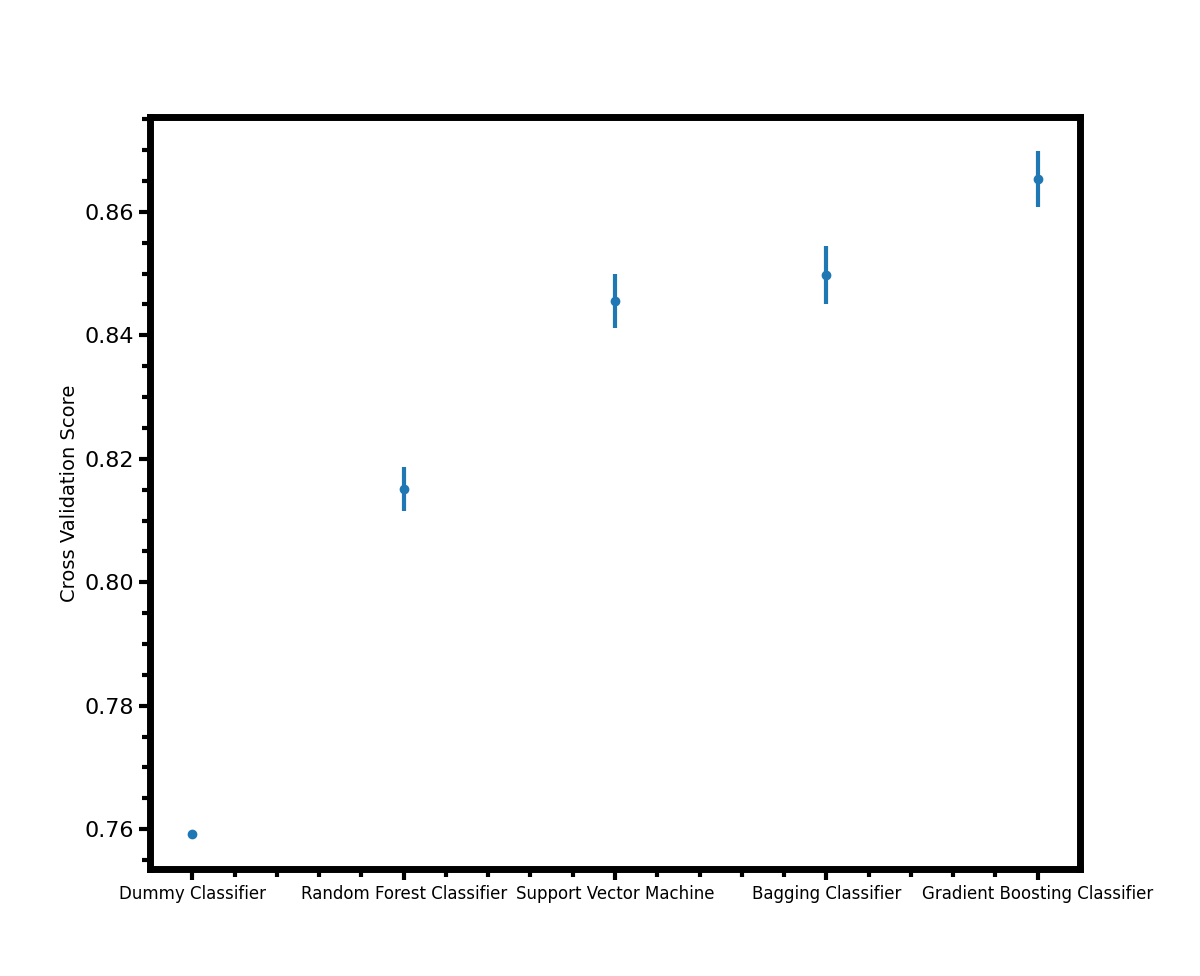 0.86
0.84
0.82
0.80
0.78
0.76
Cross Validation Score
Dummy Classifier
Random Forest Classifier
Support Vector Machine
Bagging Classifier
Gradient Boosting Classifier